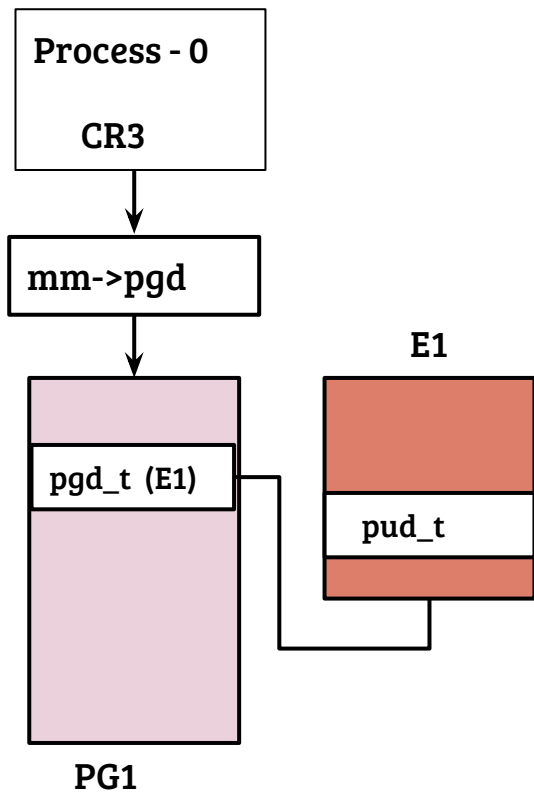 Process - 0
CR3
mm->pgd
E1
pgd_t (E1)
pud_t
PG1